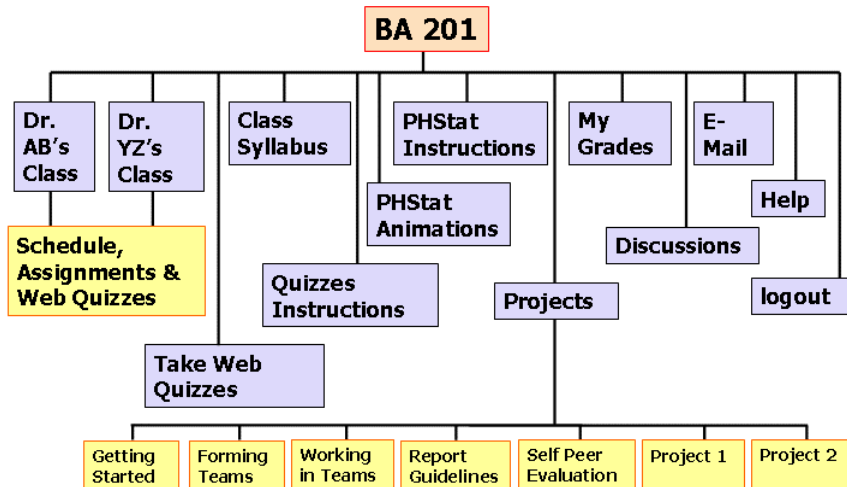 BA 201
Dr.
AB's
Class
Dr.
YZ's
Class
Class
Syllabus
PHStat
Instructions
My
Grades
E-
Mail
Help
PHStat
Animations
Discussions
Schedule,
Assignments &
Web Quizzes
Quizzes
Instructions
Projects
logout
Take Web
Quizzes
Getting
Started
Forming
Teams
Working
in Teams
Report
Guidelines
Self Peer
Evaluation
Project 1
Project 2